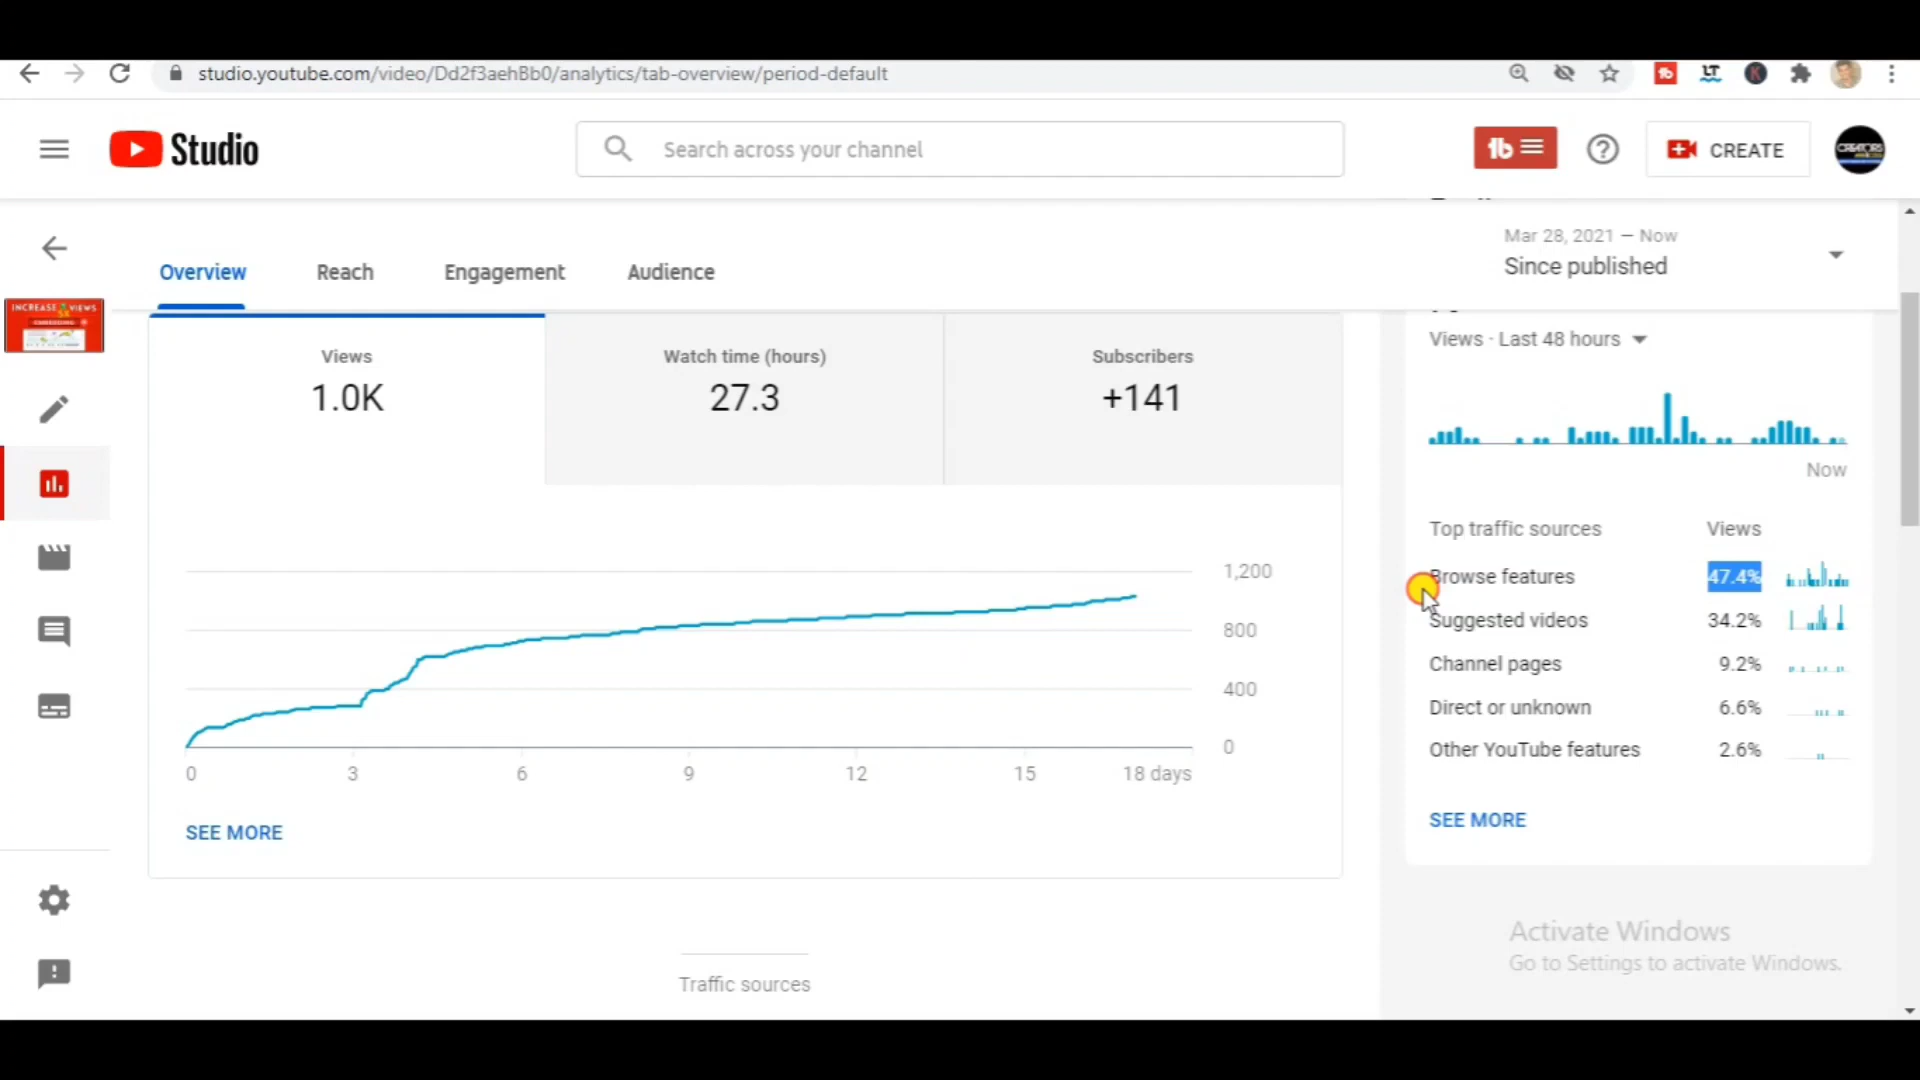 studio.youtube.com/video/Dd2f3aehBb0/analytics/tab-overview/period-default
Studio
Search across your channel
CREATE
Mar 28, 2021 – Now
Since published
Overview
Reach
Engagement
Audience
INCREASE VIEWS
Views
1.0K
Watch time (hours)
27.3
Subscribers
+141
1,200
800
400
0
0 3 6 9 12 15 18 days
SEE MORE
Traffic sources
Views · Last 48 hours
Now
Top traffic sources Views
Browse features 47.4%
Suggested videos 34.2%
Channel pages 9.2%
Direct or unknown 6.6%
Other YouTube features 2.6%
SEE MORE
Activate Windows
Go to Settings to activate Windows.